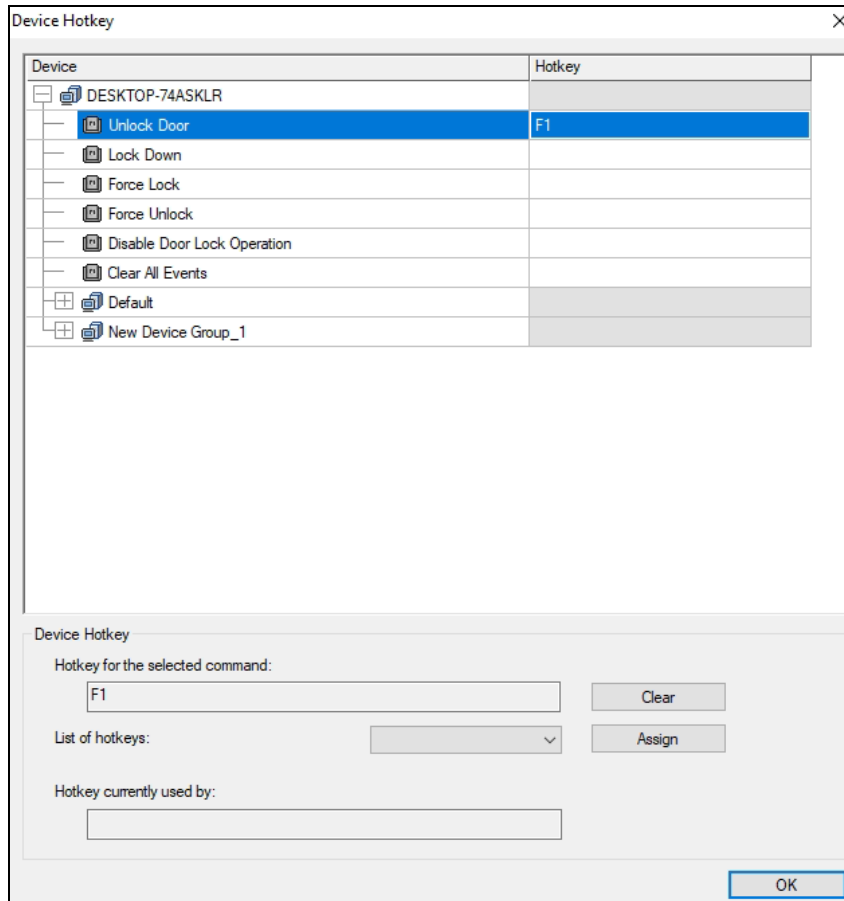 Device Hotkey
Device Hotkey
DESKTOP-74ASKLR
Unlock Door F1
Lock Down
Force Lock
Force Unlock
Disable Door Lock Operation
Clear All Events
Default
New Device Group_1
Device Hotkey
Hotkey for the selected command:
F1 Clear
List of hotkeys: Assign
Hotkey currently used by:
OK